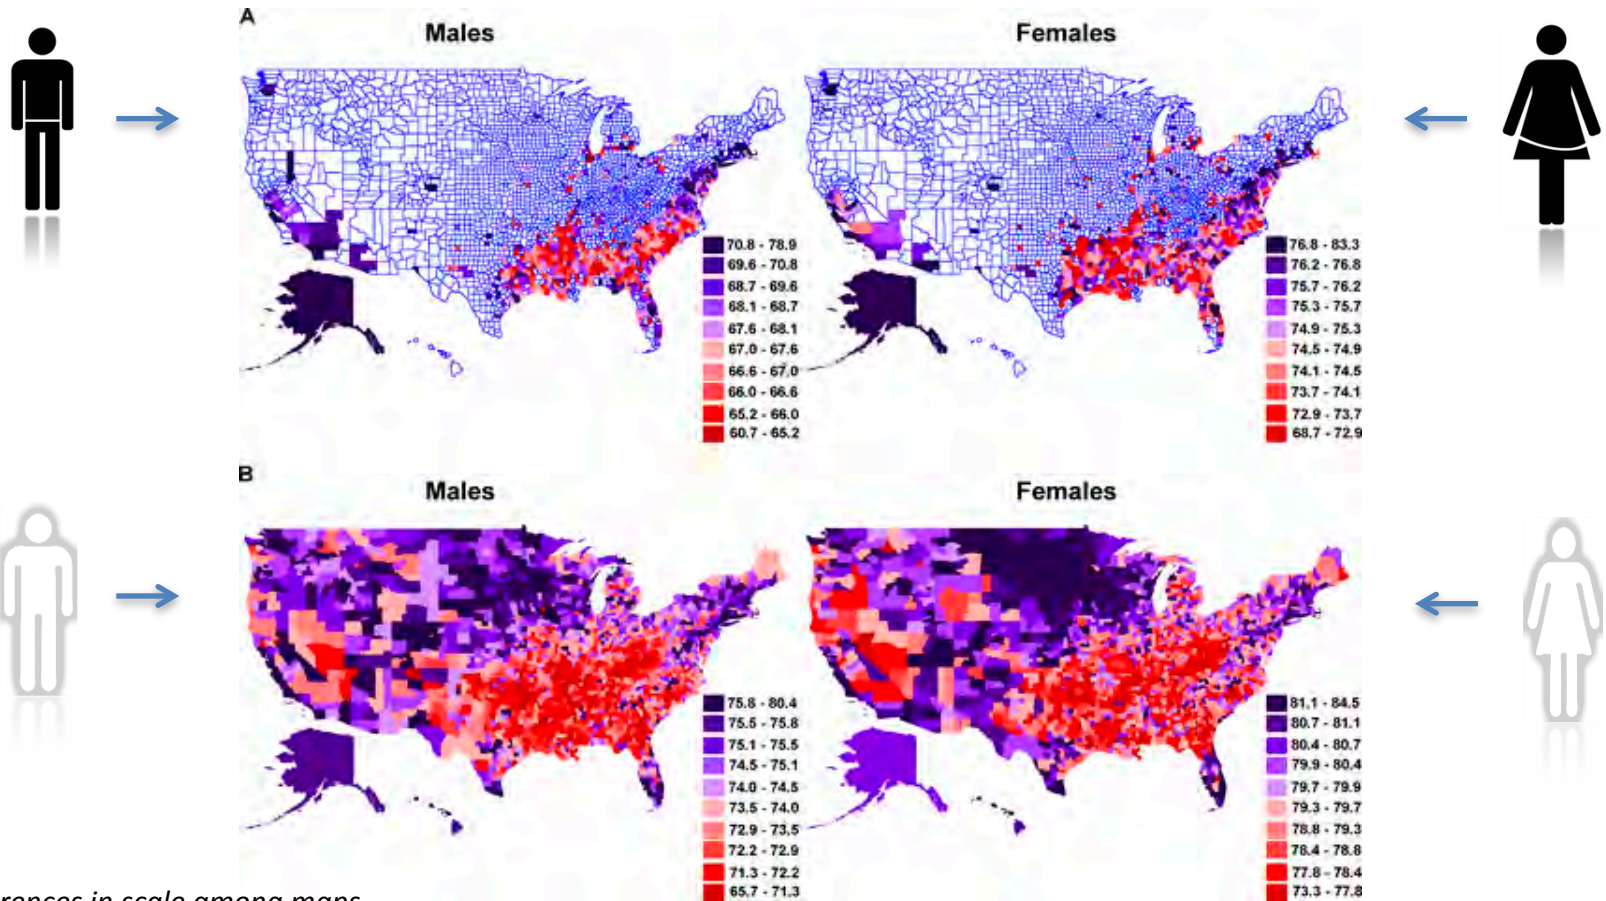 A
Males
Females
70.8 - 78.9
69.6 - 70.8
68.7 - 69.6
68.1 - 68.7
67.6 - 68.1
67.0 - 67.6
66.6 - 67.0
66.0 - 66.6
65.2 - 66.0
60.7 - 65.2
76.8 - 83.3
76.2 - 76.8
75.7 - 76.2
75.3 - 75.7
74.9 - 75.3
74.5 - 74.9
74.1 - 74.5
73.7 - 74.1
72.9 - 73.7
68.7 - 72.9
B
Males
Females
75.8 - 80.4
75.5 - 75.8
75.1 - 75.5
74.5 - 75.1
74.0 - 74.5
73.5 - 74.0
72.9 - 73.5
72.2 - 72.9
71.3 - 72.2
65.7 - 71.3
81.1 - 84.5
80.7 - 81.1
80.4 - 80.7
79.9 - 80.4
79.7 - 79.9
79.3 - 79.7
78.8 - 79.3
78.4 - 78.8
77.8 - 78.4
73.3 - 77.8
rences in scale among maps